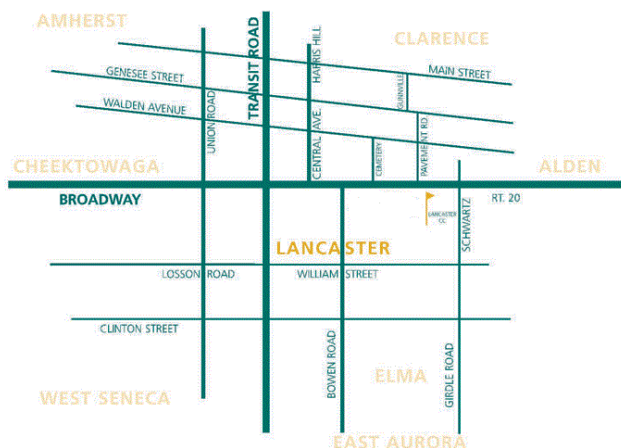 AMHERST
CLARENCE
TRANSIT ROAD
HARRIS HILL
MAIN STREET
GENESEE STREET
GUNNVILLE
WALDEN AVENUE
UNION ROAD
CENTRAL AVE.
CEMETERY
PAVEMENT RD.
CHEEKTOWAGA
ALDEN
BROADWAY
RT. 20
LANCASTER
CC
SCHWARTZ
LANCASTER
LOSSON ROAD
WILLIAM STREET
CLINTON STREET
BOWEN ROAD
GIRDLE ROAD
ELMA
WEST SENECA
EAST AURORA